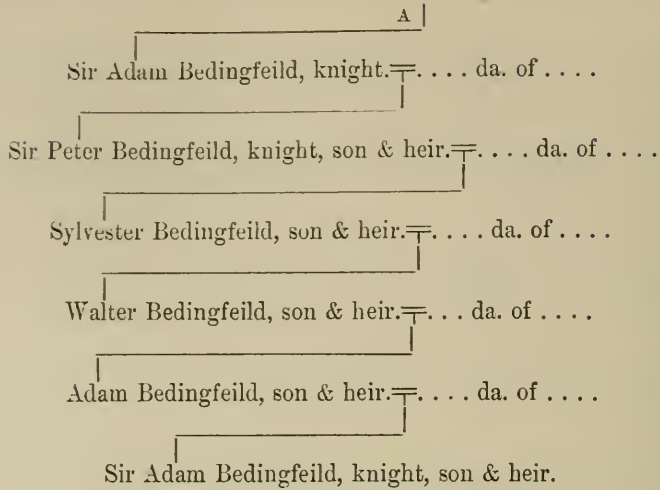 A
Sir Adam Bedingfeild, knight.=. . . . da. of . . . .
Sir Peter Bedingfeild, knight, son & heir.=. . . . da. of . . . .
Sylvester Bedingfeild, son & heir.=. . . . da. of . . . .
Walter Bedingfeild, son & heir.=. . . da. of . . . .
Adam Bedingfeild, son & heir.=. . . . da. of . . . .
Sir Adam Bedingfeild, knight, son & heir.